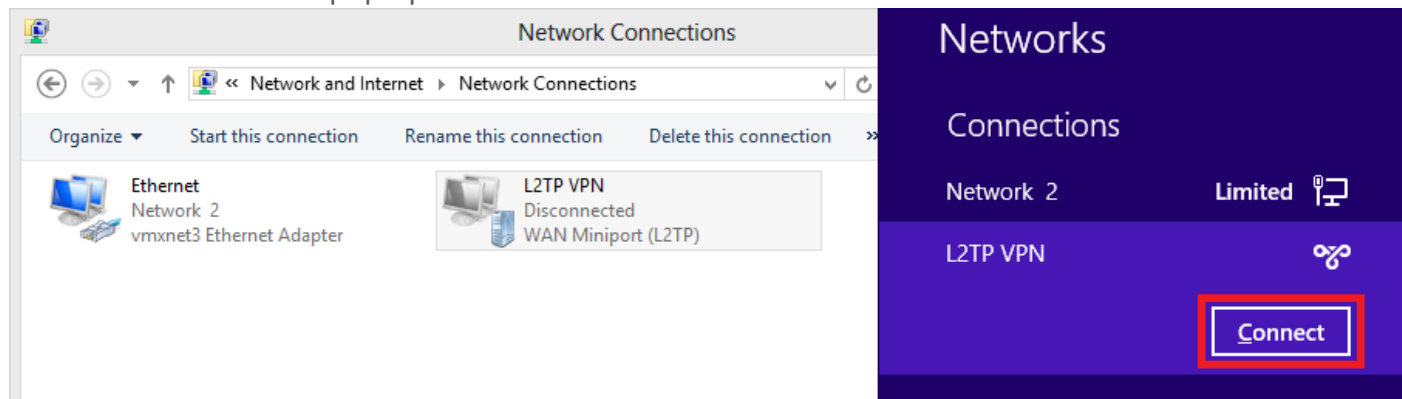 Network Connections
« Network and Internet Network Connections
Organize Start this connection Rename this connection Delete this connection »
Ethernet
Network 2
vmxnet3 Ethernet Adapter
L2TP VPN
Disconnected
WAN Miniport (L2TP)
Networks
Connections
Network 2 Limited
L2TP VPN
Connect